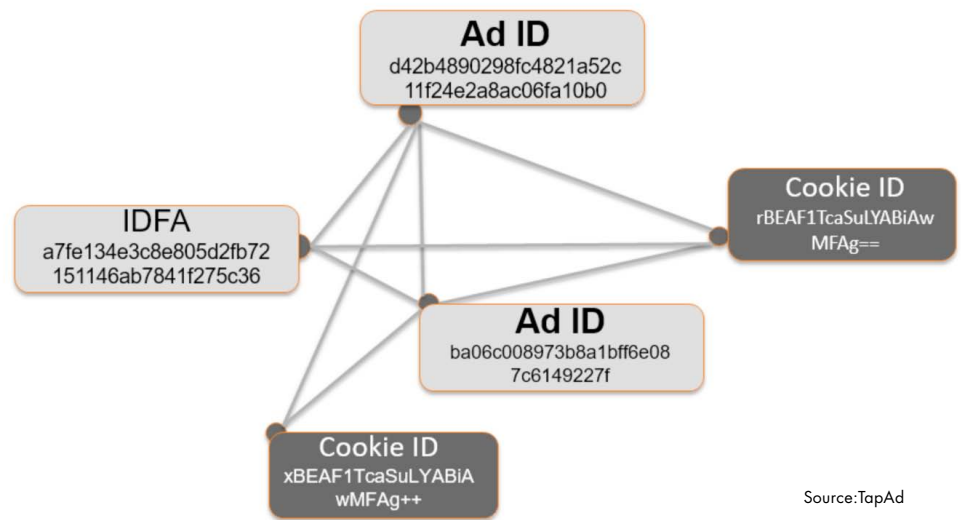 Ad ID
d42b4890298fc4821a52c
11f24e2a8ac06fa10b0
Cookie ID
rBEAF1TcaSuLYABiAw
MFAg==
IDFA
a7fe134e3c8e805d2fb72
151146ab7841f275c36
Ad ID
ba06c008973b8a1bff6e08
7c6149227f
Cookie ID
xBEAF1TcaSuLYABiA
wMFAg++
Source:TapAd